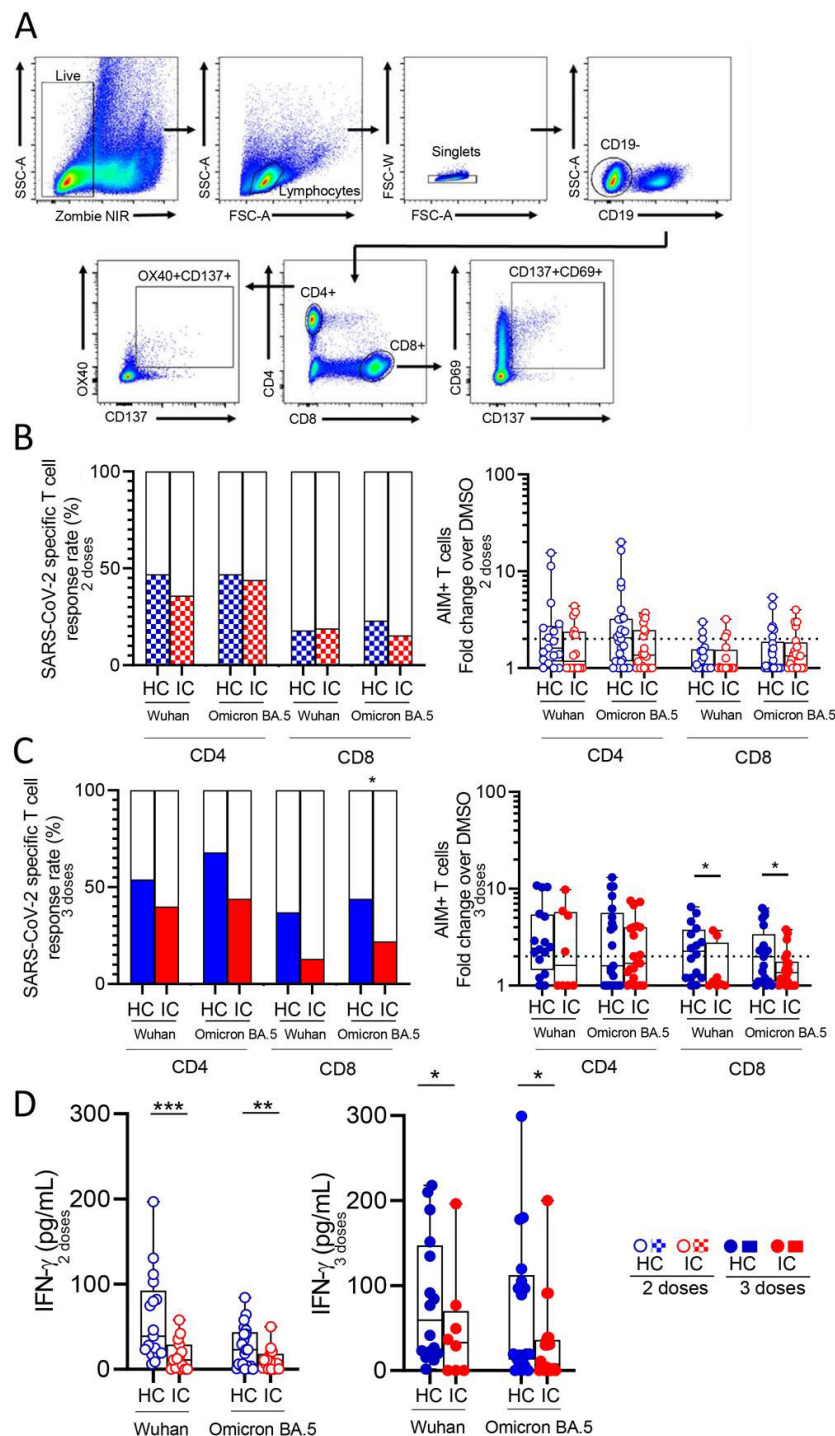 A
Live
SSC-A
Zombie NIR
SSC-A
Lymphocytes
FSC-A
FSC-W
Singlets
FSC-A
SSC-A
CD19-
CD19
OX40+CD137+
OX40
CD137
CD4+
CD8+
CD4
CD8
CD137+CD69+
CD69
CD137
B
SARS-CoV-2 specific T cell
response rate (%)
2 doses
100
50
0
HC IC HC IC HC IC HC IC
Wuhan Omicron BA.5 Wuhan Omicron BA.5
CD4 CD8
AIM+ T cells
Fold change over DMSO
2 doses
100
10
1
HC IC HC IC HC IC HC IC
Wuhan Omicron BA.5 Wuhan Omicron BA.5
CD4 CD8
C
SARS-CoV-2 specific T cell
response rate (%)
3 doses
100
50
0
*
HC IC HC IC HC IC HC IC
Wuhan Omicron BA.5 Wuhan Omicron BA.5
CD4 CD8
AIM+ T cells
Fold change over DMSO
3 doses
100
10
1
* *
HC IC HC IC HC IC HC IC
Wuhan Omicron BA.5 Wuhan Omicron BA.5
CD4 CD8
D
IFN-γ (pg/mL)
2 doses
300
200
100
0
*** **
HC IC HC IC
Wuhan Omicron BA.5
IFN-γ (pg/mL)
3 doses
300
200
100
0
* *
HC IC HC IC
Wuhan Omicron BA.5
HC IC HC IC
2 doses 3 doses